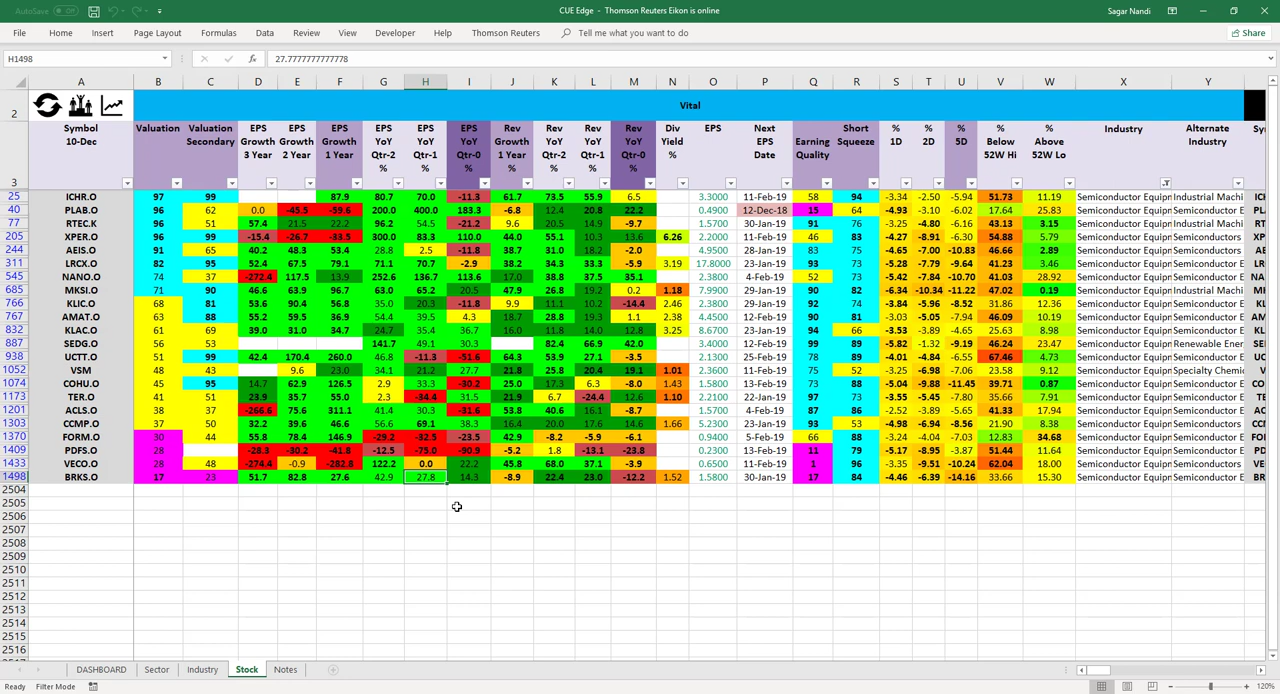 AutoSave Off
CUE Edge - Thomson Reuters Eikon is online
Sagar Nandi
File Home Insert Page Layout Formulas Data Review View Developer Help Thomson Reuters Tell me what you want to do Share
H1498 fx 27.7777777777778
A B C D E F G H I J K L M N O P Q R S T U V W X Y
2 Vital
3 Symbol 10-Dec Valuation Valuation Secondary EPS Growth 3 Year EPS Growth 2 Year EPS Growth 1 Year EPS YoY Qtr-2 % EPS YoY Qtr-1 % EPS YoY Qtr-0 % Rev Growth 1 Year Rev YoY Qtr-2 % Rev YoY Qtr-1 % Rev YoY Qtr-0 % Div Yield % EPS Next EPS Date Earning Quality Short Squeeze % 1D % 2D % 5D % Below 52W Hi % Above 52W Lo Industry Alternate Industry Sy
25 ICHR.O 97 99 87.9 80.7 70.0 -11.3 61.7 73.5 55.9 6.5 3.3000 11-Feb-19 58 94 -3.34 -2.50 -5.94 51.73 11.19 Semiconductor Equipn Industrial Machi IC
40 PLAB.O 96 62 0.0 -45.5 -59.6 200.0 400.0 183.3 -6.8 12.4 20.8 22.2 0.4900 12-Dec-18 15 61 -4.93 -3.10 -6.02 17.64 25.83 Semiconductor Equipn Semiconductor E PL
77 RTEC.K 96 51 57.4 21.5 22.2 96.2 54.5 -21.2 9.6 20.5 14.9 -9.7 1.5700 30-Jan-19 91 76 -3.47 -2.18 -6.41 43.13 3.15 Semiconductor Equipn Semiconductor E RT
205 XPER.O 96 99 -15.4 -26.7 -33.5 300.0 83.3 110.0 44.0 55.1 10.3 13.6 6.26 2.2000 11-Feb-19 46 83 -4.27 -8.91 -6.30 54.88 5.79 Semiconductor Equipn Semiconductors XP
244 AEIS.O 91 65 40.2 48.3 53.4 28.8 2.5 -11.8 38.7 31.0 18.2 -2.0 4.9500 28-Jan-19 83 75 -4.65 -7.00 -10.83 46.66 2.89 Semiconductor Equipn Semiconductor E AE
311 LRCX.O 82 95 52.4 67.5 79.1 71.1 70.7 -2.9 38.2 34.3 33.3 -5.9 3.19 17.8000 23-Jan-19 93 73 -5.28 -7.79 -9.64 41.23 3.46 Semiconductor Equipn Semiconductor E LR
545 NANO.O 74 37 -272.4 117.5 13.9 252.6 136.7 113.6 17.0 38.8 37.5 35.1 2.3800 4-Feb-19 52 73 -5.42 -7.84 -10.70 41.03 28.92 Semiconductor Equipn Semiconductor E NA
685 MKSI.O 71 90 46.6 63.9 96.7 63.0 65.2 20.5 47.9 26.8 19.2 0.2 1.18 7.9900 29-Jan-19 90 72 -6.34 -10.34 -11.22 47.02 0.19 Semiconductor Equipn Industrial Machi M
766 KLIC.O 68 81 53.6 90.4 56.8 35.0 20.3 -11.8 9.9 11.1 10.2 -14.4 2.46 2.3800 29-Jan-19 92 74 -3.84 -5.96 -8.52 31.86 12.36 Semiconductor Equipn Semiconductor E KL
767 AMAT.O 63 88 55.2 59.5 36.9 54.4 39.5 4.3 18.7 28.8 19.3 1.1 2.38 4.4500 12-Feb-19 90 81 -3.03 -5.54 -7.15 46.09 10.19 Semiconductor Equipn Semiconductor E AM
832 KLAC.O 61 69 39.0 31.0 34.7 24.7 35.4 36.7 16.0 11.8 14.0 12.8 3.25 8.6700 23-Jan-19 94 66 -3.53 -3.89 -4.65 25.63 8.98 Semiconductor Equipn Semiconductor E KL
887 SEDG.O 56 53 141.7 49.1 30.3 82.4 66.9 42.0 3.4000 12-Feb-19 99 89 -5.82 -1.32 -9.19 46.24 23.47 Semiconductor Equipn Renewable Ener SE
938 UCTT.O 51 99 42.4 170.4 260.0 46.8 -11.3 -51.6 64.3 53.9 27.1 -3.5 2.1300 25-Feb-19 78 89 -4.01 -4.84 -6.55 67.46 4.73 Semiconductor Equipn Semiconductor E UC
1052 VSM 48 43 9.6 23.0 34.1 21.2 27.7 21.8 25.8 20.4 19.1 1.01 2.3600 11-Feb-19 75 52 -3.25 -6.98 -7.06 23.58 9.12 Semiconductor Equipn Specialty Chemic VS
1074 COHU.O 45 95 14.7 62.9 126.5 2.9 33.3 -30.2 25.0 17.3 6.3 -8.0 1.43 1.5800 13-Feb-19 73 88 -5.04 -9.88 -11.45 39.71 0.87 Semiconductor Equipn Semiconductor E CO
1173 TER.O 41 51 23.9 35.7 55.0 2.3 -34.4 31.5 21.9 6.7 -24.4 12.6 1.10 2.2100 22-Jan-19 97 73 -3.55 -5.45 -7.80 35.66 7.91 Semiconductor Equipn Semiconductor E TE
1201 ACLS.O 38 37 -266.6 75.6 311.1 41.4 30.3 -31.6 53.8 40.6 16.1 -8.7 1.5700 4-Feb-19 87 86 -2.52 -3.89 -5.65 41.33 17.94 Semiconductor Equipn Semiconductor E AC
1303 CCMP.O 37 50 32.2 39.6 46.6 56.6 69.1 38.3 16.4 20.0 17.6 14.6 1.66 5.2300 23-Jan-19 93 53 -4.98 -6.94 -8.56 21.90 8.38 Semiconductor Equipn Semiconductor E CC
1370 FORM.O 30 44 55.8 78.4 146.9 -29.2 -32.5 -23.5 42.9 -8.2 -5.9 -6.1 0.9400 5-Feb-19 66 88 -3.24 -4.04 -7.03 12.83 34.68 Semiconductor Equipn Semiconductor E FO
1409 PDFS.O 28 -28.3 -30.2 -41.8 -12.5 -75.0 -90.9 -5.2 1.8 -13.1 -23.8 0.2300 13-Feb-19 11 79 -5.17 -8.95 -3.87 51.44 11.64 Semiconductor Equipn Semiconductor E PD
1433 VECO.O 28 48 -274.4 -0.9 -282.8 122.2 0.0 22.2 45.8 68.0 37.1 -3.9 0.6500 11-Feb-19 1 96 -3.35 -9.51 -10.24 62.04 18.00 Semiconductor Equipn Semiconductors VE
1498 BRKS.O 17 23 51.7 82.8 27.6 42.9 27.8 14.3 -8.9 22.4 23.0 -12.2 1.52 1.5800 30-Jan-19 17 84 -4.46 -6.39 -14.16 33.66 15.30 Semiconductor Equipn Semiconductor E BR
2504
2505
2506
2507
2508
2509
2510
2511
2512
2513
2514
2515
2516
DASHBOARD Sector Industry Stock Notes
Ready Filter Mode 120%